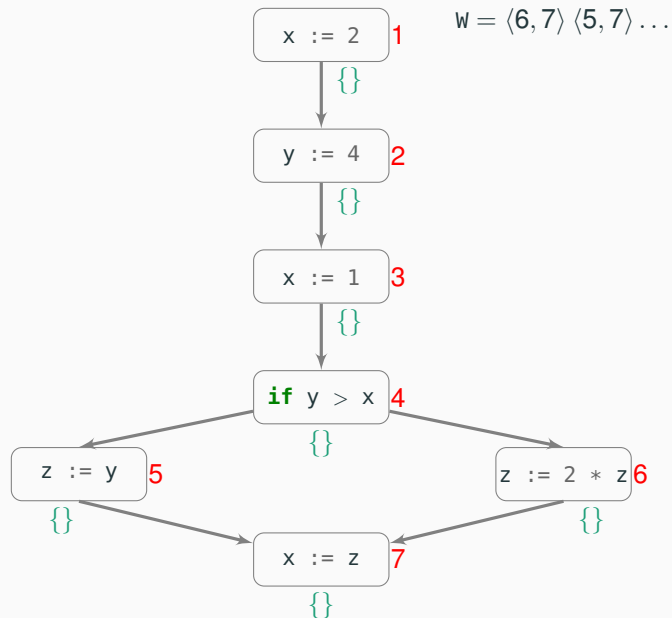 x := 2 1 W = ⟨6, 7⟩ ⟨5, 7⟩ ...
{}
y := 4 2
{}
x := 1 3
{}
if y > x 4
{}
z := y 5 z := 2 * z 6
{} {}
x := z 7
{}